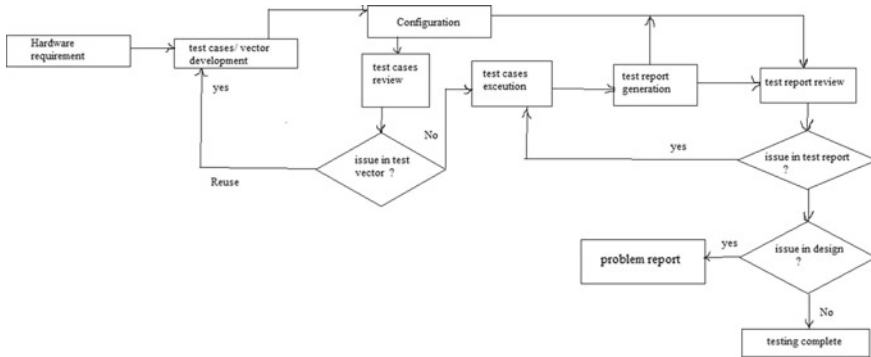 Hardware
requirement
test cases/ vector
development
Configuration
test cases
review
test cases
exceution
test report
generation
test report review
yes
No
issue in test
vector ?
Reuse
yes
issue in test report
?
yes
issue in design
?
problem report
No
testing complete